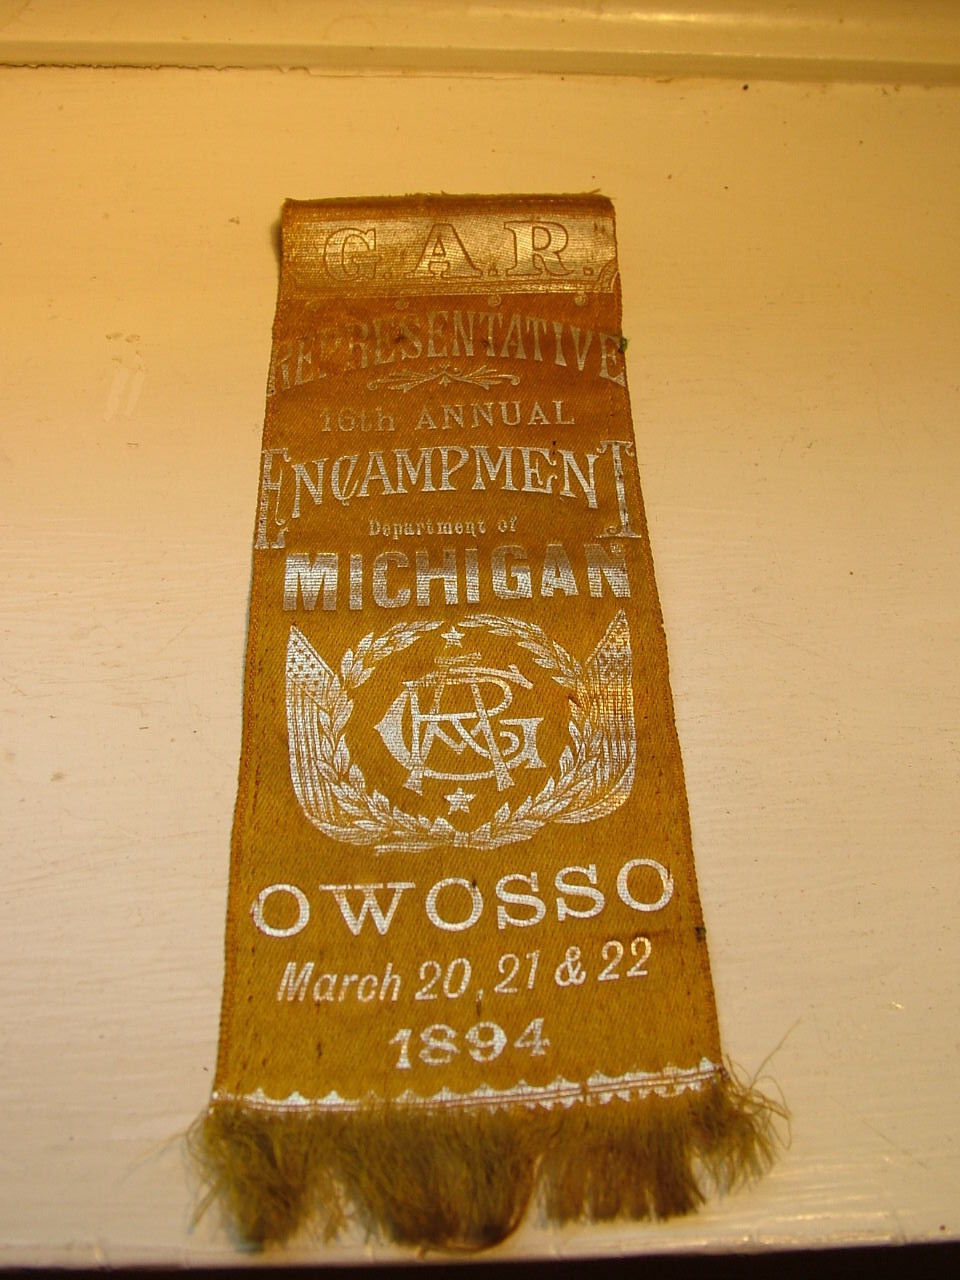 G.A.R.
REPRESENTATIVE
16th ANNUAL
ENCAMPMENT
Department of
MICHIGAN
GAR
OWOSSO
March 20, 21 & 22
1894